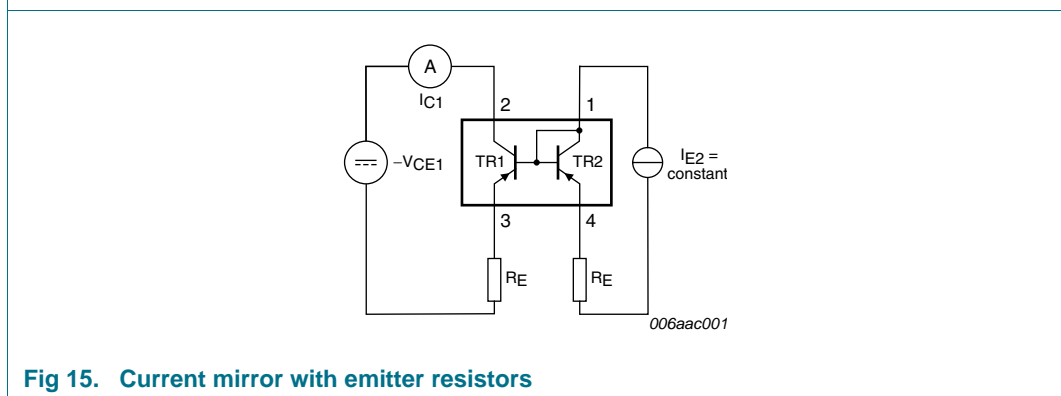 A
IC1
2
1
−VCE1
TR1
TR2
IE2 =
constant
3
4
RE
RE
006aac001
Fig 15. Current mirror with emitter resistors